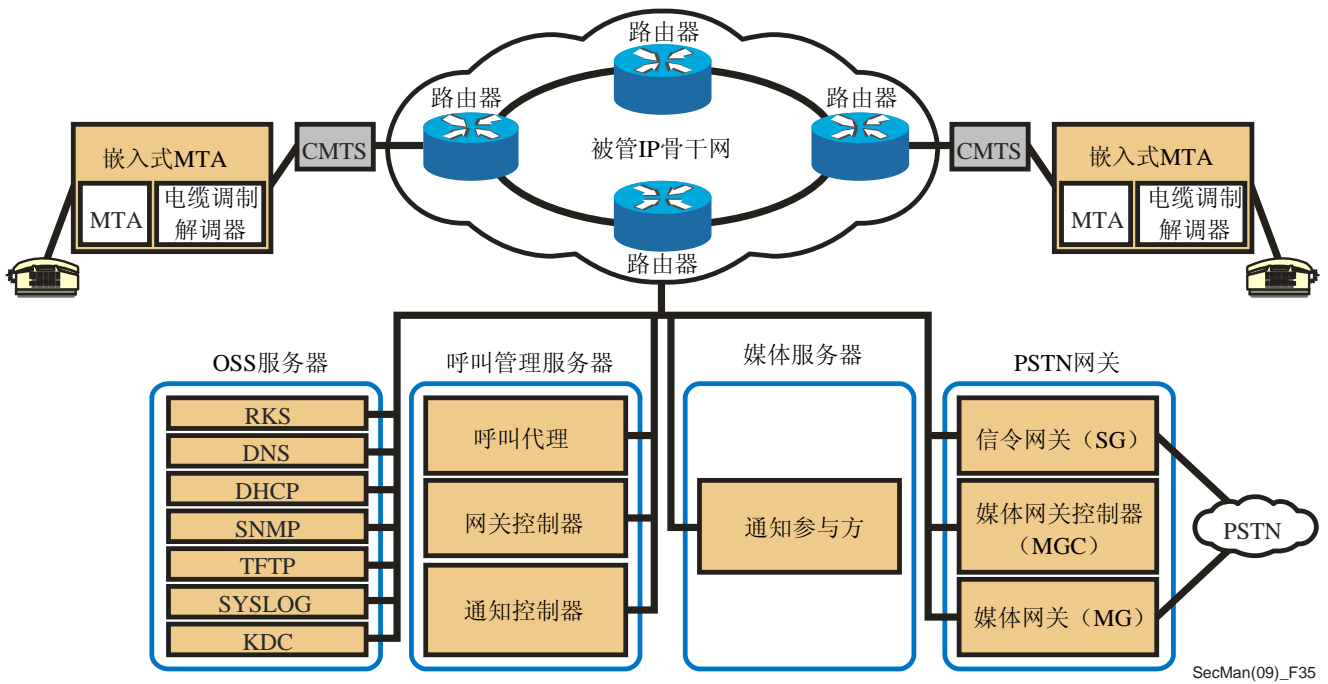 路由器
路由器
路由器
被管IP骨干网
路由器
CMTS
CMTS
嵌入式MTA
MTA
电缆调制
解调器
嵌入式MTA
MTA
电缆调制
解调器
OSS服务器
RKS
DNS
DHCP
SNMP
TFTP
SYSLOG
KDC
呼叫管理服务器
呼叫代理
网关控制器
通知控制器
媒体服务器
通知参与方
PSTN网关
信令网关（SG）
媒体网关控制器
（MGC）
媒体网关（MG）
PSTN
SecMan(09)_F35